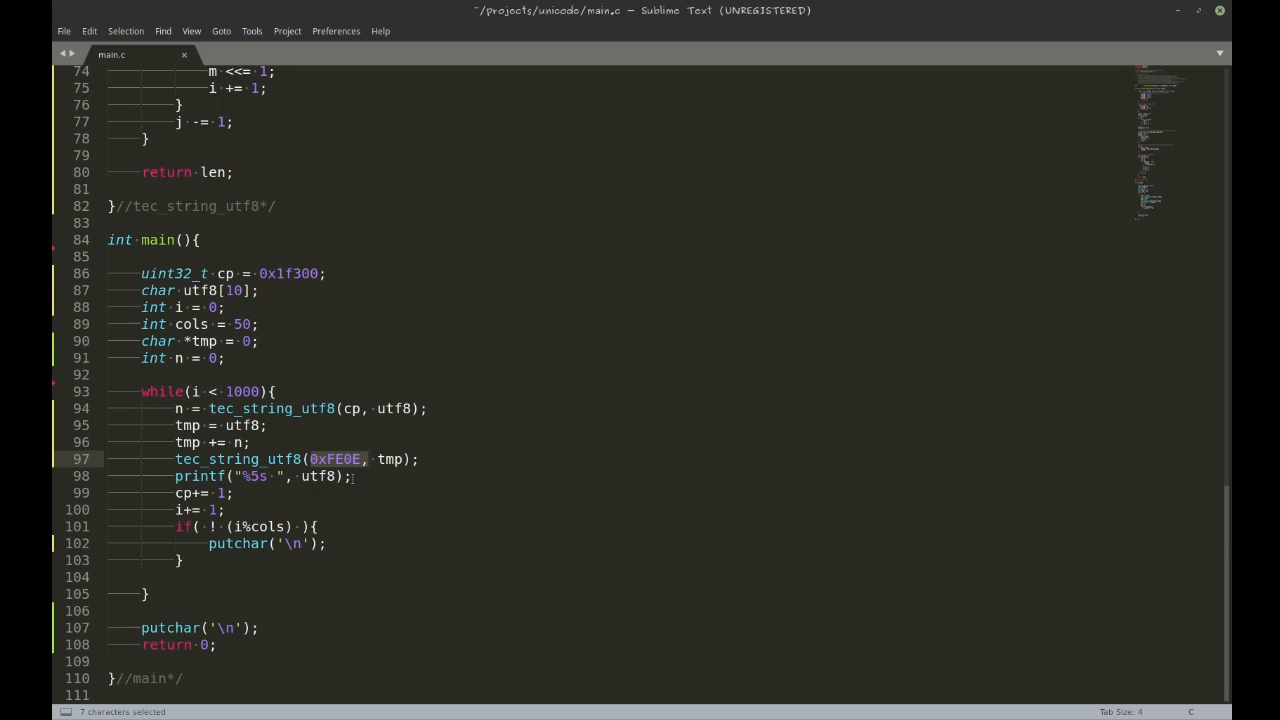 ~/projects/unicode/main.c — Sublime Text (UNREGISTERED)
File Edit Selection Find View Goto Tools Project Preferences Help
main.c
74 m <<= 1;
75 i += 1;
76 }
77 j -= 1;
78 }
79
80 return len;
81
82 }//tec_string_utf8*/
83
84 int main(){
85
86 uint32_t cp = 0x1f300;
87 char utf8[10];
88 int i = 0;
89 int cols = 50;
90 char *tmp = 0;
91 int n = 0;
92
93 while(i < 1000){
94 n = tec_string_utf8(cp, utf8);
95 tmp = utf8;
96 tmp += n;
97 tec_string_utf8(0xFE0E, tmp);
98 printf("%5s ", utf8);
99 cp+= 1;
100 i+= 1;
101 if( ! (i%cols) ){
102 putchar('\n');
103 }
104
105 }
106
107 putchar('\n');
108 return 0;
109
110 }//main*/
111
7 characters selected Tab Size: 4 C